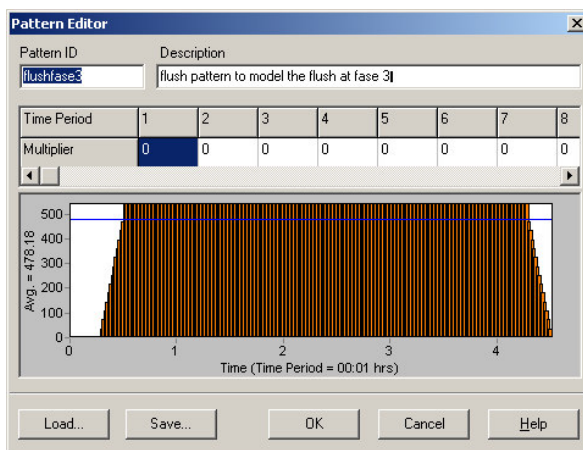 Pattern Editor
Pattern ID Description
flushfase3 flush pattern to model the flush at fase 3
Time Period 1 2 3 4 5 6 7 8
Multiplier 0 0 0 0 0 0 0 0
500
400
300
200
100
0
Avg. = 478.18
0 1 2 3 4
Time (Time Period = 00:01 hrs)
Load... Save... OK Cancel Help